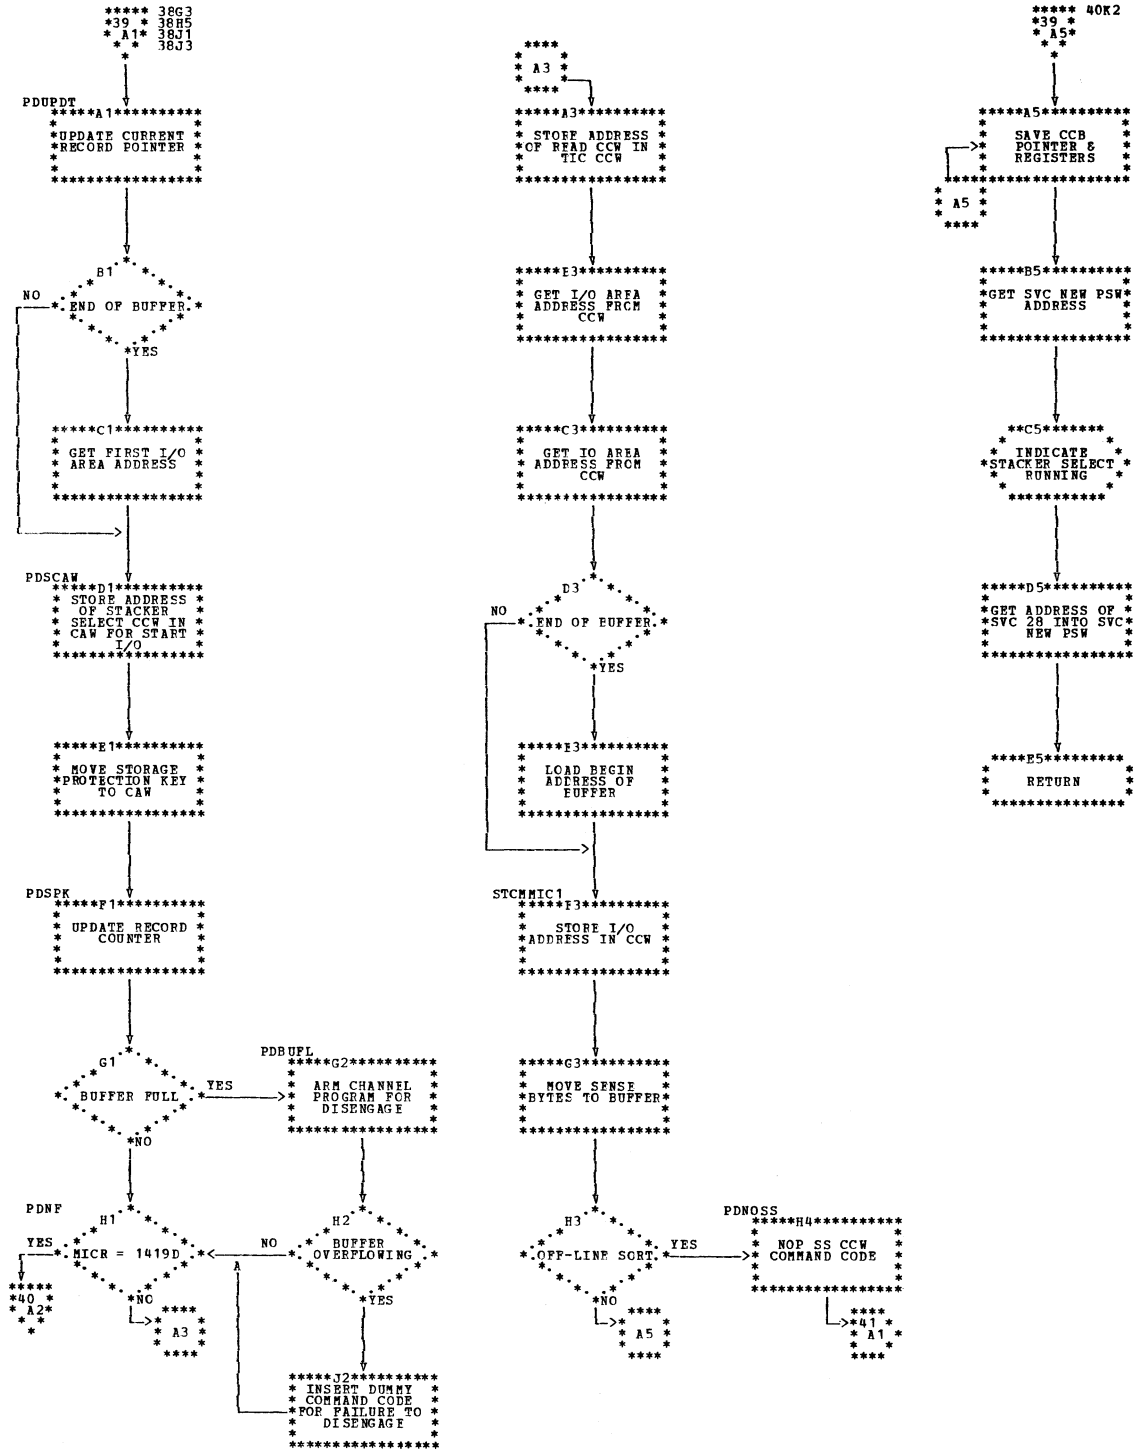 39 A1
38G3
38H5
38J1
38J3
PDUPDT
A1
UPDATE CURRENT
RECORD POINTER
B1
END OF BUFFER
NO
YES
C1
GET FIRST I/O
AREA ADDRESS
PDSCAW
D1
STORE ADDRESS
OF STACKER
SELECT CCW IN
CAW FOR START
I/O
E1
MOVE STORAGE
PROTECTION KEY
TO CAW
PDSPK
F1
UPDATE RECORD
COUNTER
G1
BUFFER FULL
YES
NO
PDBUFL
G2
ARM CHANNEL
PROGRAM FOR
DISENGAGE
PDNF
H1
MICR = 1419D
YES
NO
40
A2
A3
H2
BUFFER
OVERFLOWING
NO
A
YES
J2
INSERT DUMMY
COMMAND CODE
FOR FAILURE TO
DISENGAGE
A3
A3
STORE ADDRESS
OF READ CCW IN
TIC CCW
GET I/O AREA
ADDRESS FROM
CCW
C3
GET IO AREA
ADDRESS FROM
CCW
D3
END OF BUFFER
NO
YES
E3
LOAD BEGIN
ADDRESS OF
BUFFER
STCMMIC1
F3
STORE I/O
ADDRESS IN CCW
G3
MOVE SENSE
BYTES TO BUFFER
H3
OFF-LINE SORT
YES
NO
A5
PDNOSS
H4
NOP SS CCW
COMMAND CODE
41
A1
39
A5
40K2
A5
SAVE CCB
POINTER &
REGISTERS
A5
B5
GET SVC NEW PSW
ADDRESS
C5
INDICATE
STACKER SELECT
RUNNING
D5
GET ADDRESS OF
SVC 28 INTO SVC
NEW PSW
E5
RETURN